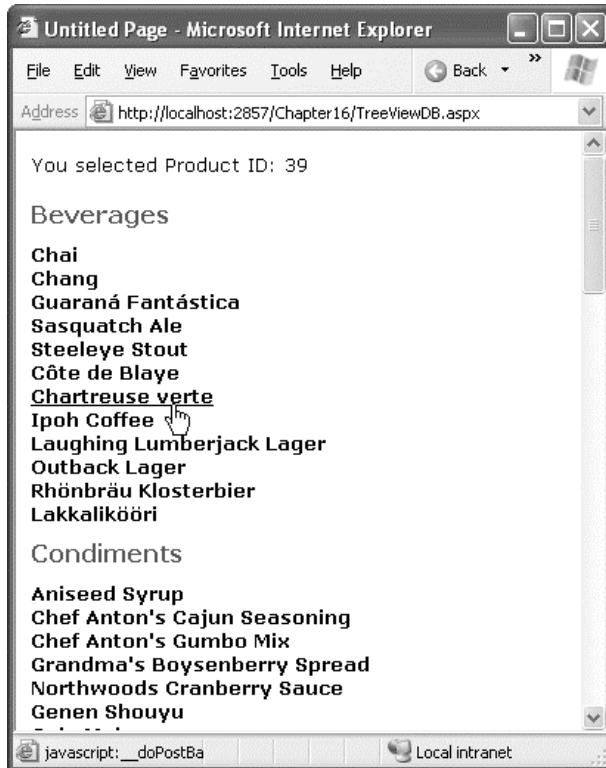 Untitled Page - Microsoft Internet Explorer
File Edit View Favorites Tools Help Back »
Address http://localhost:2857/Chapter16/TreeViewDB.aspx
You selected Product ID: 39
Beverages
Chai
Chang
Guaraná Fantástica
Sasquatch Ale
Steeleye Stout
Côte de Blaye
Chartreuse verte
Ipoh Coffee
Laughing Lumberjack Lager
Outback Lager
Rhönbräu Klosterbier
Lakkalikööri
Condiments
Aniseed Syrup
Chef Anton's Cajun Seasoning
Chef Anton's Gumbo Mix
Grandma's Boysenberry Spread
Northwoods Cranberry Sauce
Genen Shouyu
javascript:__doPostBa Local intranet